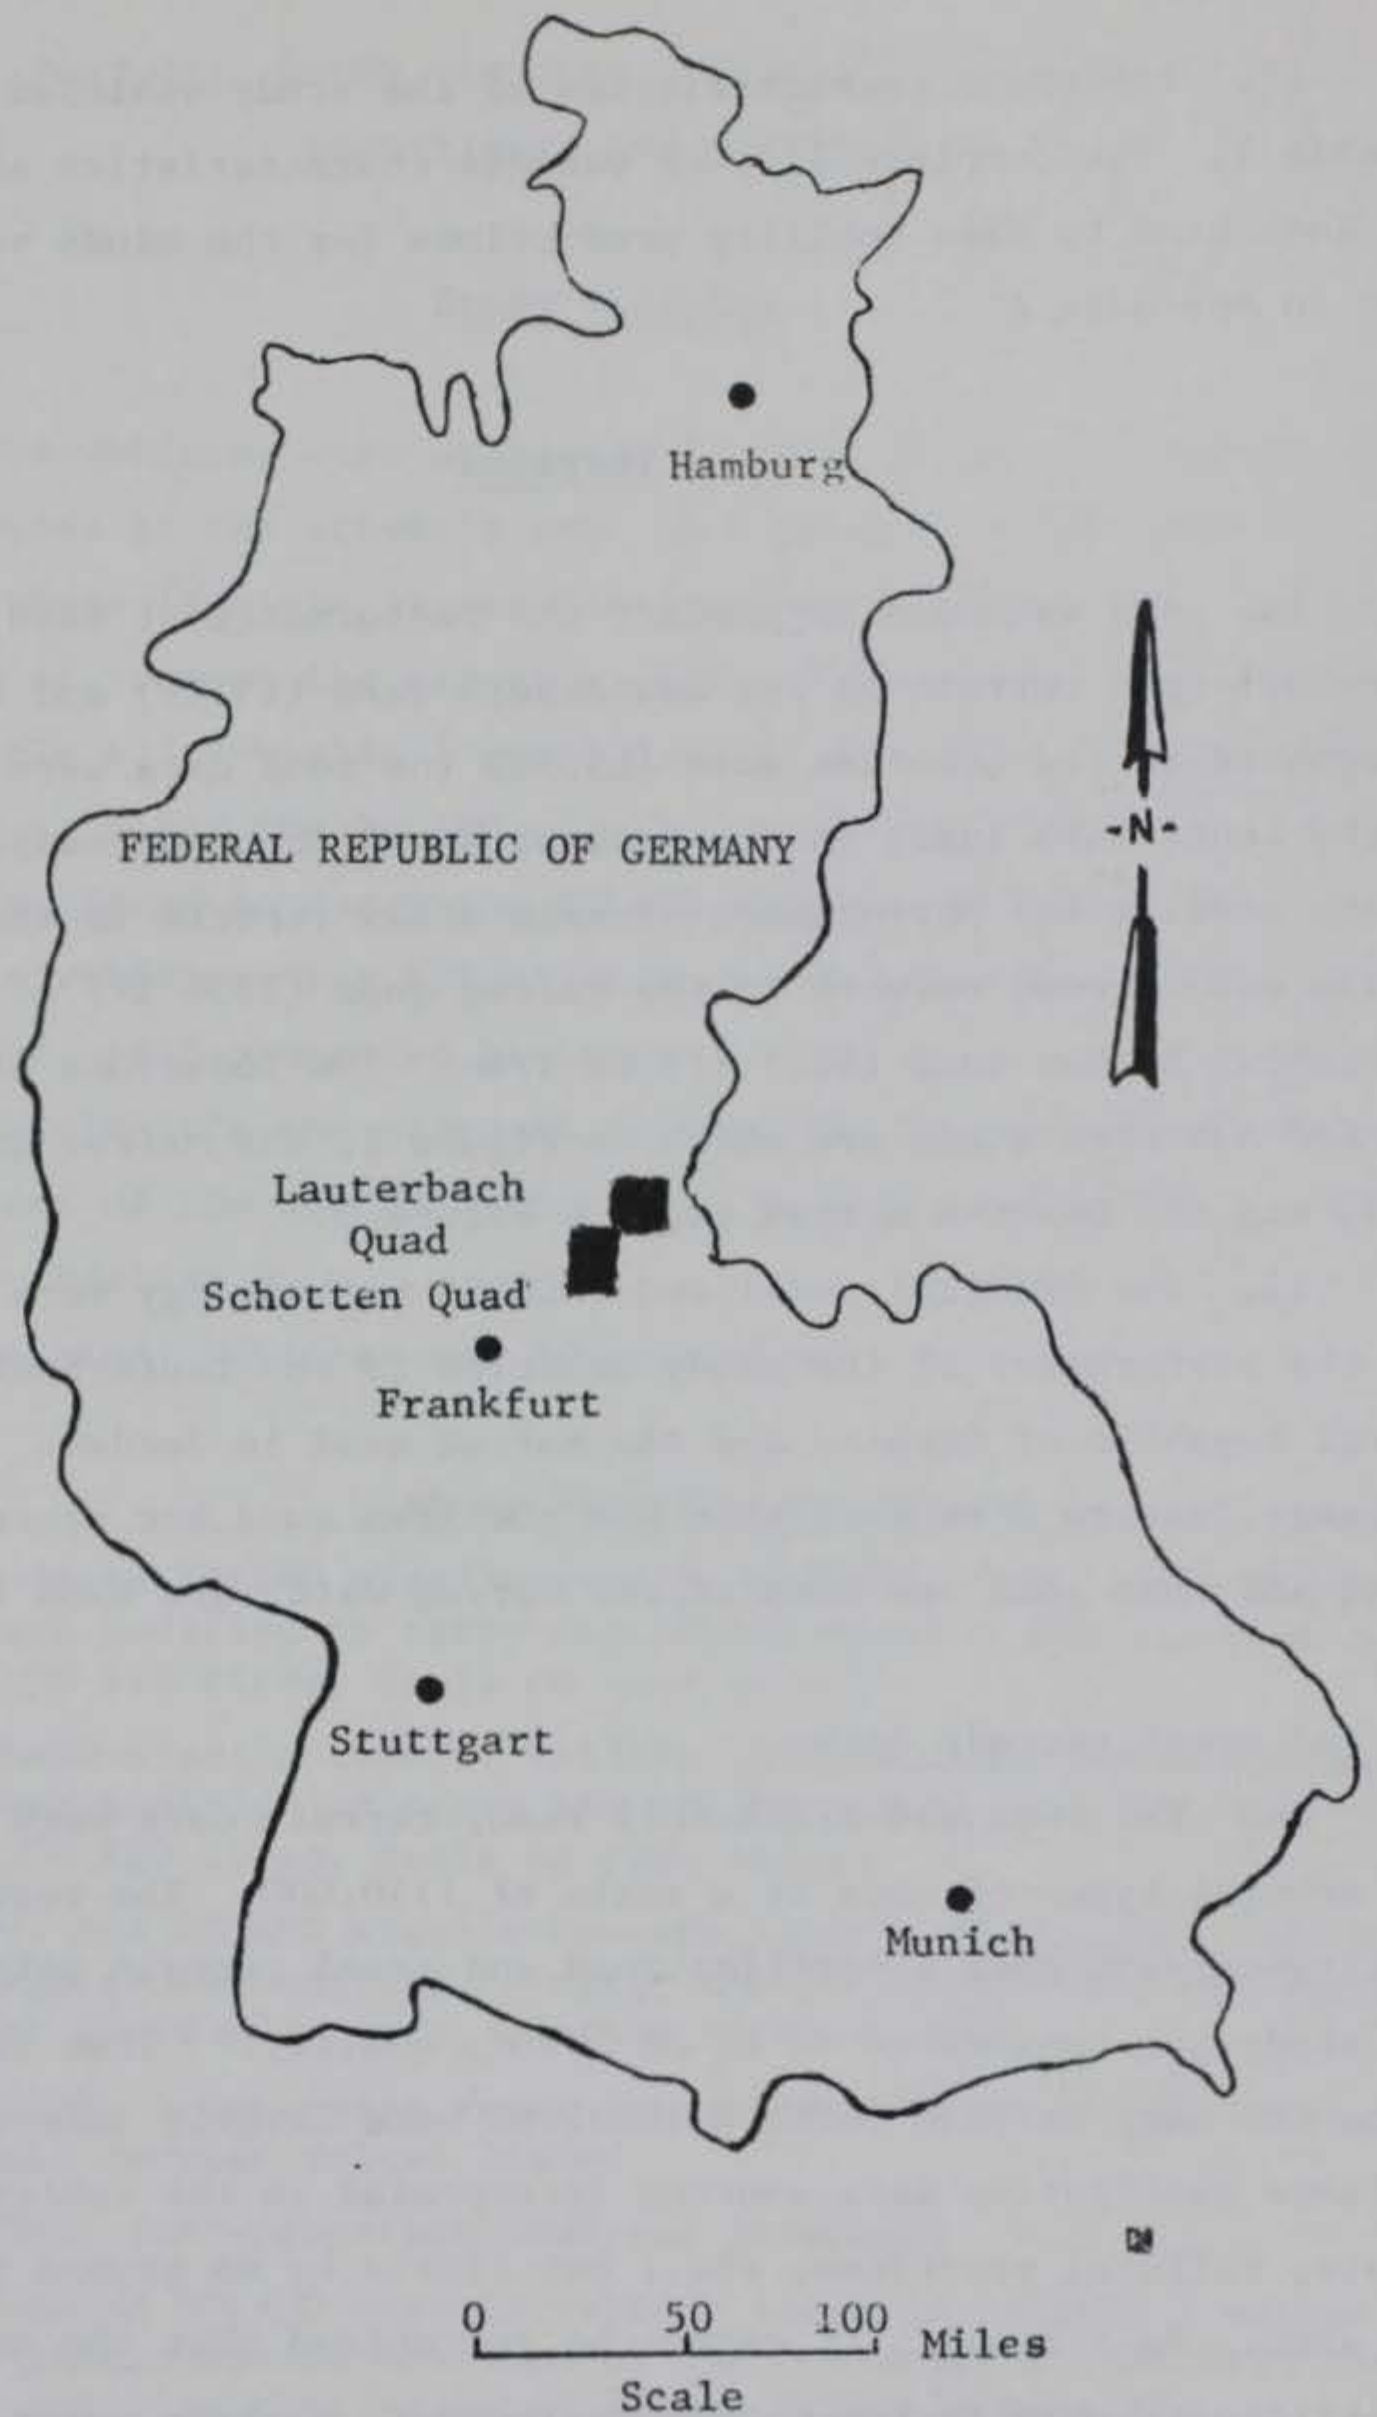 Hamburg
-N-
FEDERAL REPUBLIC OF GERMANY
Lauterbach
Quad
Schotten Quad
Frankfurt
Stuttgart
Munich
0 50 100 Miles
Scale